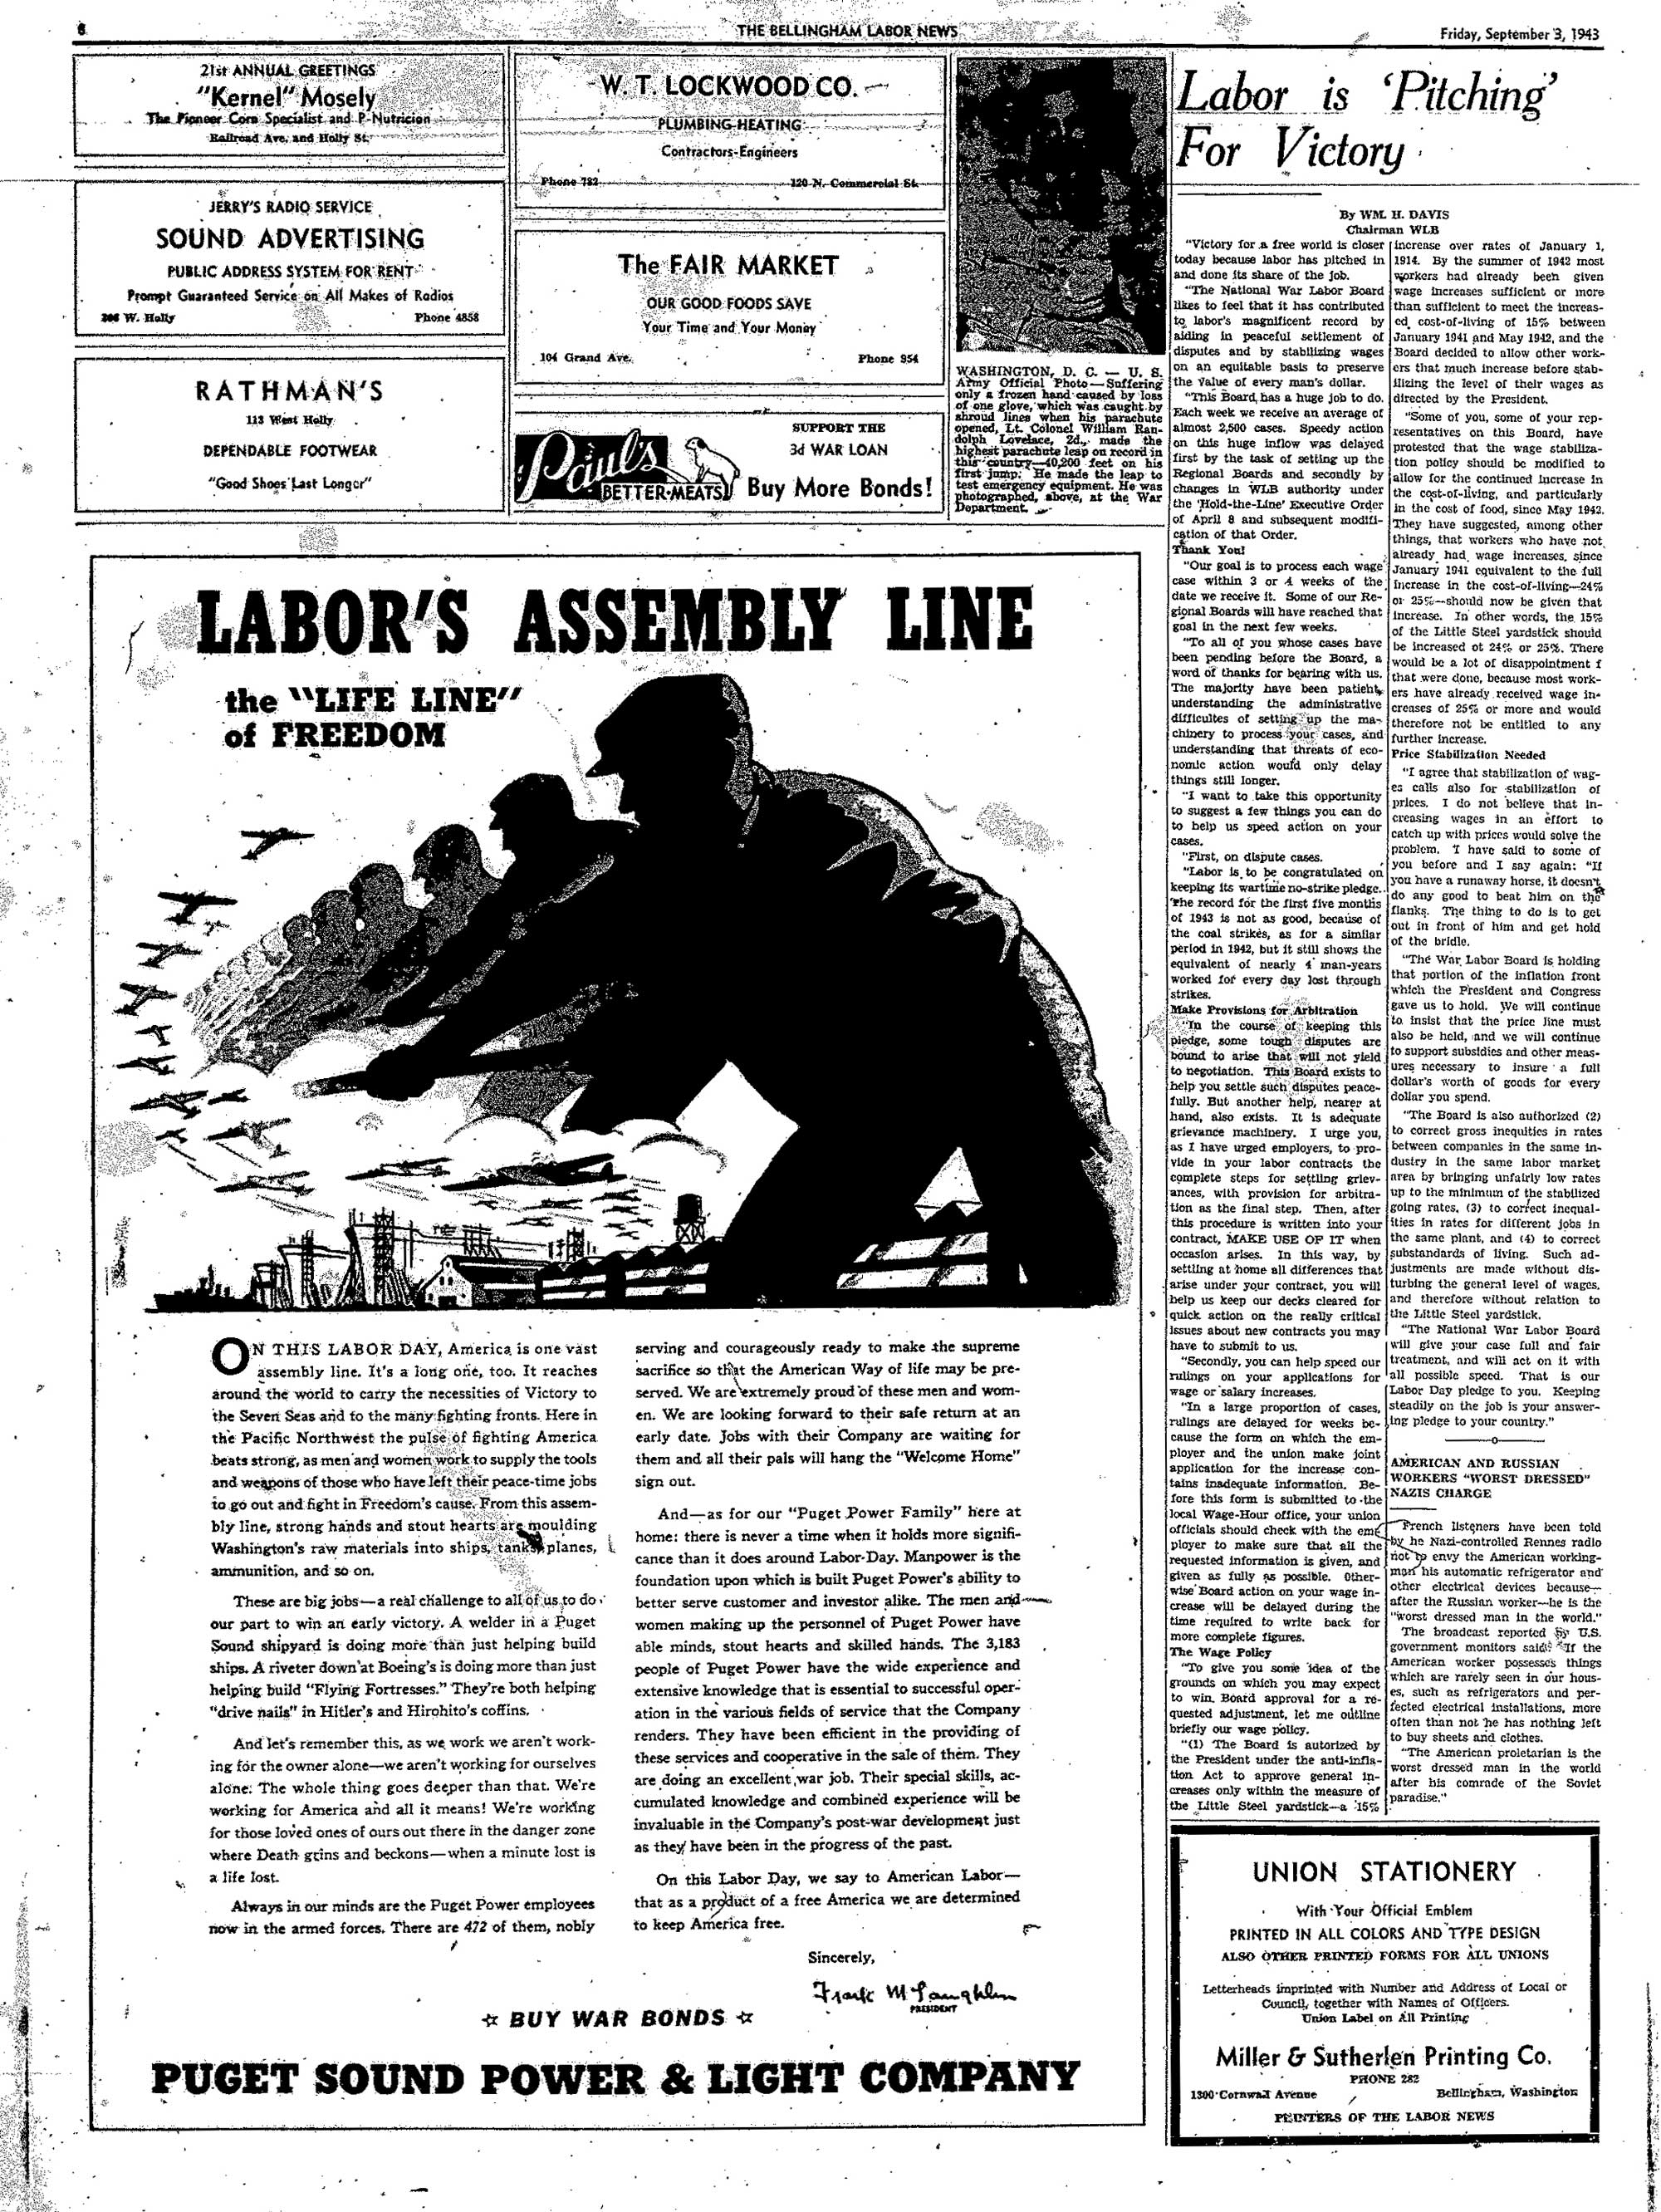 6
THE BELLINGHAM LABOR NEWS
Friday, September 3, 1943
21st ANNUAL GREETINGS
"Kernel" Mosely
The Pioneer Corn Specialist and P-Nutricion
Railroad Ave. and Holly St.
JERRY'S RADIO SERVICE
SOUND ADVERTISING
PUBLIC ADDRESS SYSTEM FOR RENT
Prompt Guaranteed Service on All Makes of Radios
206 W. Holly Phone 4858
RATHMAN'S
113 West Holly
DEPENDABLE FOOTWEAR
"Good Shoes Last Longer"
W. T. LOCKWOOD CO.
PLUMBING-HEATING
Contractors-Engineers
Phone 782 120 N. Commercial St.
The FAIR MARKET
OUR GOOD FOODS SAVE
Your Time and Your Money
104 Grand Ave. Phone 954
Paul's
BETTER-MEATS
SUPPORT THE
3d WAR LOAN
Buy More Bonds!
WASHINGTON, D. C. — U. S.
Army Official Photo—Suffering
only a frozen hand caused by loss
of one glove, which was caught by
shroud lines when his parachute
opened, Lt. Colonel William Ran-
dolph Lovelace, 2d., made the
highest parachute leap on record in
this country—40,200 feet on his
first jump. He made the leap to
test emergency equipment. He was
photographed, above, at the War
Department.
LABOR'S ASSEMBLY LINE
the "LIFE LINE"
of FREEDOM
ON THIS LABOR DAY, America is one vast
assembly line. It's a long one, too. It reaches
around the world to carry the necessities of Victory to
the Seven Seas and to the many fighting fronts. Here in
the Pacific Northwest the pulse of fighting America
beats strong, as men and women work to supply the tools
and weapons of those who have left their peace-time jobs
to go out and fight in Freedom's cause. From this assem-
bly line, strong hands and stout hearts are moulding
Washington's raw materials into ships, tanks, planes,
ammunition, and so on.
These are big jobs—a real challenge to all of us to do
our part to win an early victory. A welder in a Puget
Sound shipyard is doing more than just helping build
ships. A riveter down at Boeing's is doing more than just
helping build "Flying Fortresses." They're both helping
"drive nails" in Hitler's and Hirohito's coffins.
And let's remember this, as we work we aren't work-
ing for the owner alone—we aren't working for ourselves
alone. The whole thing goes deeper than that. We're
working for America and all it means! We're working
for those loved ones of ours out there in the danger zone
where Death grins and beckons—when a minute lost is
a life lost.
Always in our minds are the Puget Power employees
now in the armed forces. There are 472 of them, nobly
serving and courageously ready to make the supreme
sacrifice so that the American Way of life may be pre-
served. We are extremely proud of these men and wom-
en. We are looking forward to their safe return at an
early date. Jobs with their Company are waiting for
them and all their pals will hang the "Welcome Home"
sign out.
And—as for our "Puget Power Family" here at
home: there is never a time when it holds more signifi-
cance than it does around Labor-Day. Manpower is the
foundation upon which is built Puget Power's ability to
better serve customer and investor alike. The men and
women making up the personnel of Puget Power have
able minds, stout hearts and skilled hands. The 3,183
people of Puget Power have the wide experience and
extensive knowledge that is essential to successful oper-
ation in the various fields of service that the Company
renders. They have been efficient in the providing of
these services and cooperative in the sale of them. They
are doing an excellent war job. Their special skills, ac-
cumulated knowledge and combined experience will be
invaluable in the Company's post-war development just
as they have been in the progress of the past.
On this Labor Day, we say to American Labor—
that as a product of a free America we are determined
to keep America free.
Sincerely,
Frank McLaughlin
PRESIDENT
☆ BUY WAR BONDS ☆
PUGET SOUND POWER & LIGHT COMPANY
Labor is 'Pitching'
For Victory
By WM. H. DAVIS
Chairman WLB
"Victory for a free world is closer
today because labor has pitched in
and done its share of the job.
"The National War Labor Board
likes to feel that it has contributed
to labor's magnificent record by
aiding in peaceful settlement of
disputes and by stabilizing wages
on an equitable basis to preserve
the value of every man's dollar.
"This Board has a huge job to do.
Each week we receive an average of
almost 2,500 cases. Speedy action
on this huge inflow was delayed
first by the task of setting up the
Regional Boards and secondly by
changes in WLB authority under
the 'Hold-the-Line' Executive Order
of April 8 and subsequent modifi-
cation of that Order.
Thank You!
"Our goal is to process each wage
case within 3 or 4 weeks of the
date we receive it. Some of our Re-
gional Boards will have reached that
goal in the next few weeks.
"To all of you whose cases have
been pending before the Board, a
word of thanks for bearing with us.
The majority have been patient,
understanding the administrative
difficultes of setting up the ma-
chinery to process your cases, and
understanding that threats of eco-
nomic action would only delay
things still longer.
"I want to take this opportunity
to suggest a few things you can do
to help us speed action on your
cases.
"First, on dispute cases.
"Labor is to be congratulated on
keeping its wartime no-strike pledge.
The record for the first five months
of 1943 is not as good, because of
the coal strikes, as for a similar
period in 1942, but it still shows the
equivalent of nearly 4 man-years
worked for every day lost through
strikes.
Make Provisions for Arbitration
"In the course of keeping this
pledge, some tough disputes are
bound to arise that will not yield
to negotiation. This Board exists to
help you settle such disputes peace-
fully. But another help, nearer at
hand, also exists. It is adequate
grievance machinery. I urge you,
as I have urged employers, to pro-
vide in your labor contracts the
complete steps for settling griev-
ances, with provision for arbitra-
tion as the final step. Then, after
this procedure is written into your
contract, MAKE USE OF IT when
occasion arises. In this way, by
settling at home all differences that
arise under your contract, you will
help us keep our decks cleared for
quick action on the really critical
issues about new contracts you may
have to submit to us.
"Secondly, you can help speed our
rulings on your applications for
wage or salary increases.
"In a large proportion of cases,
rulings are delayed for weeks be-
cause the form on which the em-
ployer and the union make joint
application for the increase con-
tains inadequate information. Be-
fore this form is submitted to the
local Wage-Hour office, your union
officials should check with the em-
ployer to make sure that all the
requested information is given, and
given as fully as possible. Other-
wise Board action on your wage in-
crease will be delayed during the
time required to write back for
more complete figures.
The Wage Policy
"To give you some idea of the
grounds on which you may expect
to win Board approval for a re-
quested adjustment, let me outline
briefly our wage policy.
"(1) The Board is autorized by
the President under the anti-infla-
tion Act to approve general in-
creases only within the measure of
the Little Steel yardstick—a 15%
increase over rates of January 1,
1914. By the summer of 1942 most
workers had already been given
wage increases sufficient or more
than sufficient to meet the increas-
ed cost-of-living of 15% between
January 1941 and May 1942, and the
Board decided to allow other work-
ers that much increase before stab-
ilizing the level of their wages as
directed by the President.
"Some of you, some of your rep-
resentatives on this Board, have
protested that the wage stabiliza-
tion policy should be modified to
allow for the continued increase in
the cost-of-living, and particularly
in the cost of food, since May 1942.
They have suggested, among other
things, that workers who have not
already had wage increases since
January 1941 equivalent to the full
increase in the cost-of-living—24%
or 25%—should now be given that
increase. In other words, the 15%
of the Little Steel yardstick should
be increased ot 24% or 25%. There
would be a lot of disappointment f
that were done, because most work-
ers have already received wage in-
creases of 25% or more and would
therefore not be entitled to any
further increase.
Price Stabilization Needed
"I agree that stabilization of wag-
es calls also for stabilization of
prices. I do not believe that in-
creasing wages in an effort to
catch up with prices would solve the
problem. I have said to some of
you before and I say again: "If
you have a runaway horse, it doesn't
do any good to beat him on the
flanks. The thing to do is to get
out in front of him and get hold
of the bridle.
"The War Labor Board is holding
that portion of the inflation front
which the President and Congress
gave us to hold. We will continue
to insist that the price line must
also be held, and we will continue
to support subsidies and other meas-
ures necessary to insure a full
dollar's worth of goods for every
dollar you spend.
"The Board is also authorized (2)
to correct gross inequities in rates
between companies in the same in-
dustry in the same labor market
area by bringing unfairly low rates
up to the minimum of the stabilized
going rates, (3) to correct inequal-
ities in rates for different jobs in
the same plant, and (4) to correct
substandards of living. Such ad-
justments are made without dis-
turbing the general level of wages,
and therefore without relation to
the Little Steel yardstick.
"The National War Labor Board
will give your case full and fair
treatment, and will act on it with
all possible speed. That is our
Labor Day pledge to you. Keeping
steadily on the job is your answer-
ing pledge to your country."
AMERICAN AND RUSSIAN
WORKERS "WORST DRESSED"
NAZIS CHARGE
French listeners have been told
by he Nazi-controlled Rennes radio
not to envy the American working-
man his automatic refrigerator and
other electrical devices because—
after the Russian worker—he is the
"worst dressed man in the world."
The broadcast reported by U.S.
government monitors said: "If the
American worker possesses things
which are rarely seen in our hous-
es, such as refrigerators and per-
fected electrical installations, more
often than not he has nothing left
to buy sheets and clothes.
"The American proletarian is the
worst dressed man in the world
after his comrade of the Soviet
paradise."
UNION STATIONERY
With Your Official Emblem
PRINTED IN ALL COLORS AND TYPE DESIGN
ALSO OTHER PRINTED FORMS FOR ALL UNIONS
Letterheads imprinted with Number and Address of Local or
Council, together with Names of Officers.
Union Label on All Printing
Miller & Sutherlen Printing Co.
PHONE 282
1300 Cornwall Avenue Bellingham, Washington
PRINTERS OF THE LABOR NEWS